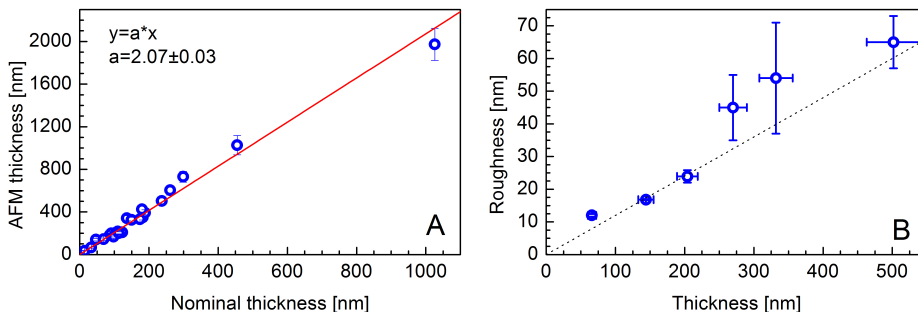 y=a*x
a=2.07±0.03
AFM thickness [nm]
2000
1600
1200
800
400
0
0 200 400 600 800 1000
Nominal thickness [nm]
A
Roughness [nm]
70
60
50
40
30
20
10
0
0 100 200 300 400 500
Thickness [nm]
B